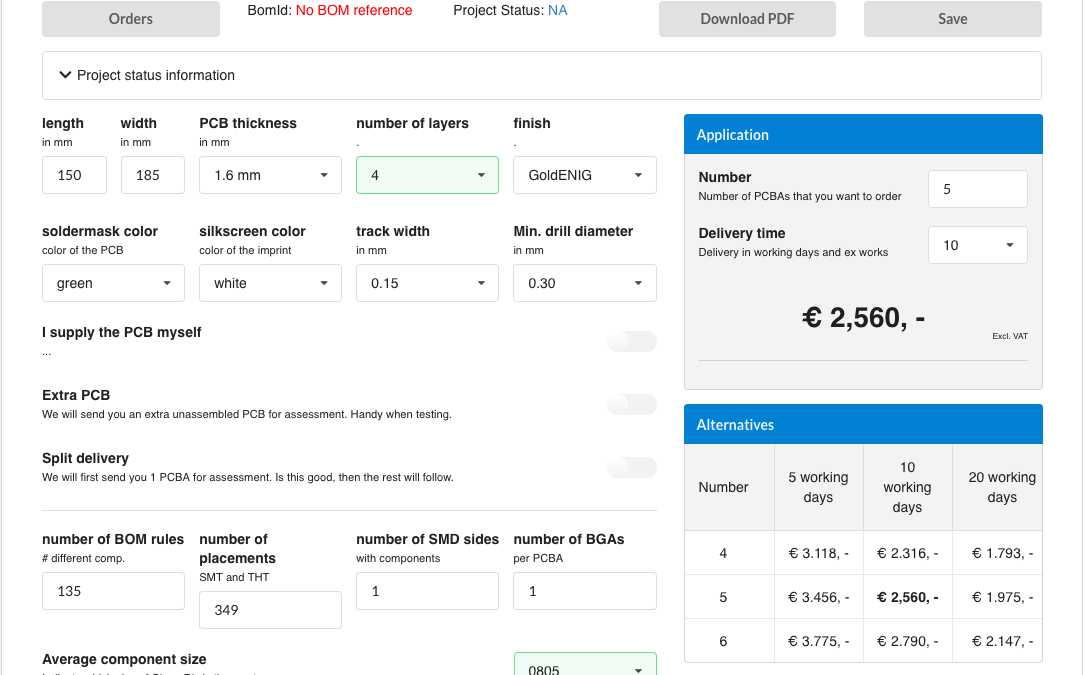 Orders
BomId: No BOM reference
Project Status: NA
Download PDF
Save
Project status information
length
in mm
150
width
in mm
185
PCB thickness
in mm
1.6 mm
number of layers
.
4
finish
.
GoldENIG
soldermask color
color of the PCB
green
silkscreen color
color of the imprint
white
track width
in mm
0.15
Min. drill diameter
in mm
0.30
I supply the PCB myself
...
Extra PCB
We will send you an extra unassembled PCB for assessment. Handy when testing.
Split delivery
We will first send you 1 PCBA for assessment. Is this good, then the rest will follow.
number of BOM rules
# different comp.
135
number of
placements
SMT and THT
349
number of SMD sides
with components
1
number of BGAs
per PCBA
1
Average component size
0805
Application
Number
Number of PCBAs that you want to order
5
Delivery time
Delivery in working days and ex works
10
€ 2,560, -
Excl. VAT
Alternatives
Number
5 working
days
10
working
days
20 working
days
4 € 3.118, - € 2.316, - € 1.793, -
5 € 3.456, - € 2,560, - € 1.975, -
6 € 3.775, - € 2.790, - € 2.147, -